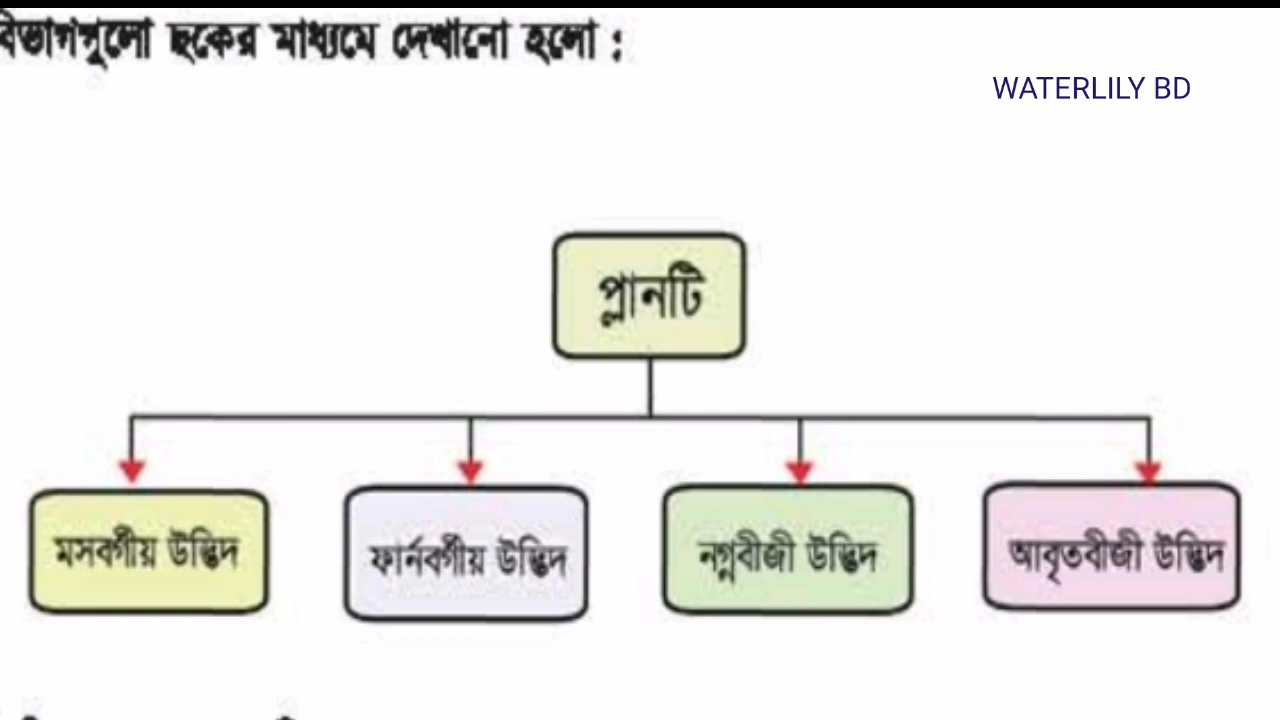 বিভাগগুলো ছকের মাধ্যমে দেখানো হলো :
WATERLILY BD
প্লানটি
মসবর্গীয় উদ্ভিদ
ফার্নবর্গীয় উদ্ভিদ
নগ্নবীজী উদ্ভিদ
আবৃতবীজী উদ্ভিদ